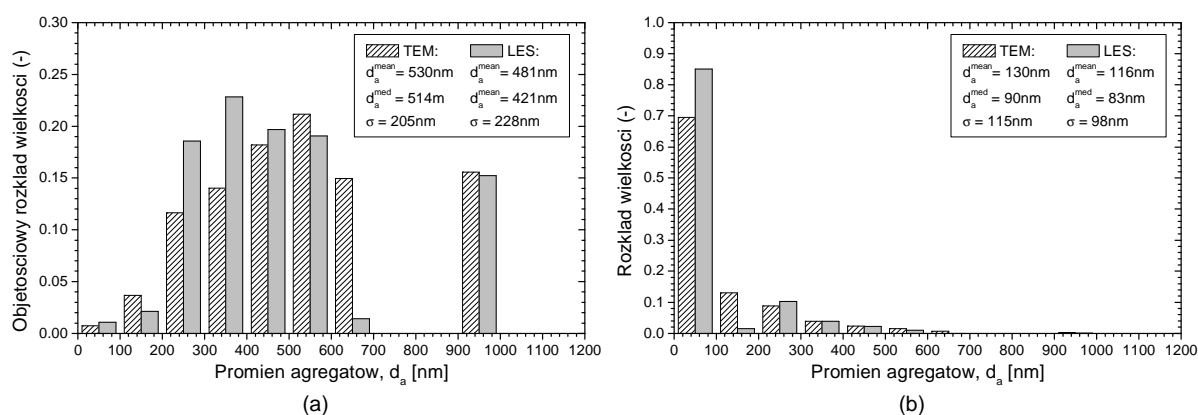 0.30
0.25
0.20
0.15
0.10
0.05
0.00
Objetosciowy rozklad wielkosci (-)
TEM: LES:
d_a^mean = 530nm d_a^mean = 481nm
d_a^med = 514m d_a^mean = 421nm
σ = 205nm σ = 228nm
0 100 200 300 400 500 600 700 800 900 1000 1100 1200
Promien agregatow, d_a [nm]
(a)
1.0
0.9
0.8
0.7
0.6
0.5
0.4
0.3
0.2
0.1
0.0
Rozklad wielkosci (-)
TEM: LES:
d_a^mean = 130nm d_a^mean = 116nm
d_a^med = 90nm d_a^med = 83nm
σ = 115nm σ = 98nm
0 100 200 300 400 500 600 700 800 900 1000 1100 1200
Promien agregatow, d_a [nm]
(b)